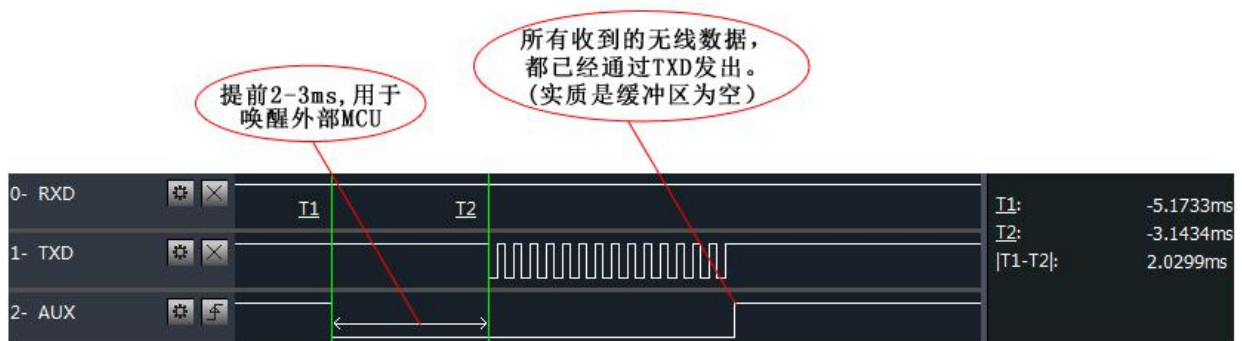 所有收到的无线数据,
都已经通过TXD发出。
(实质是缓冲区为空)
提前2-3ms,用于
唤醒外部MCU
0- RXD
T1
T2
1- TXD
2- AUX
T1: -5.1733ms
T2: -3.1434ms
|T1-T2|: 2.0299ms